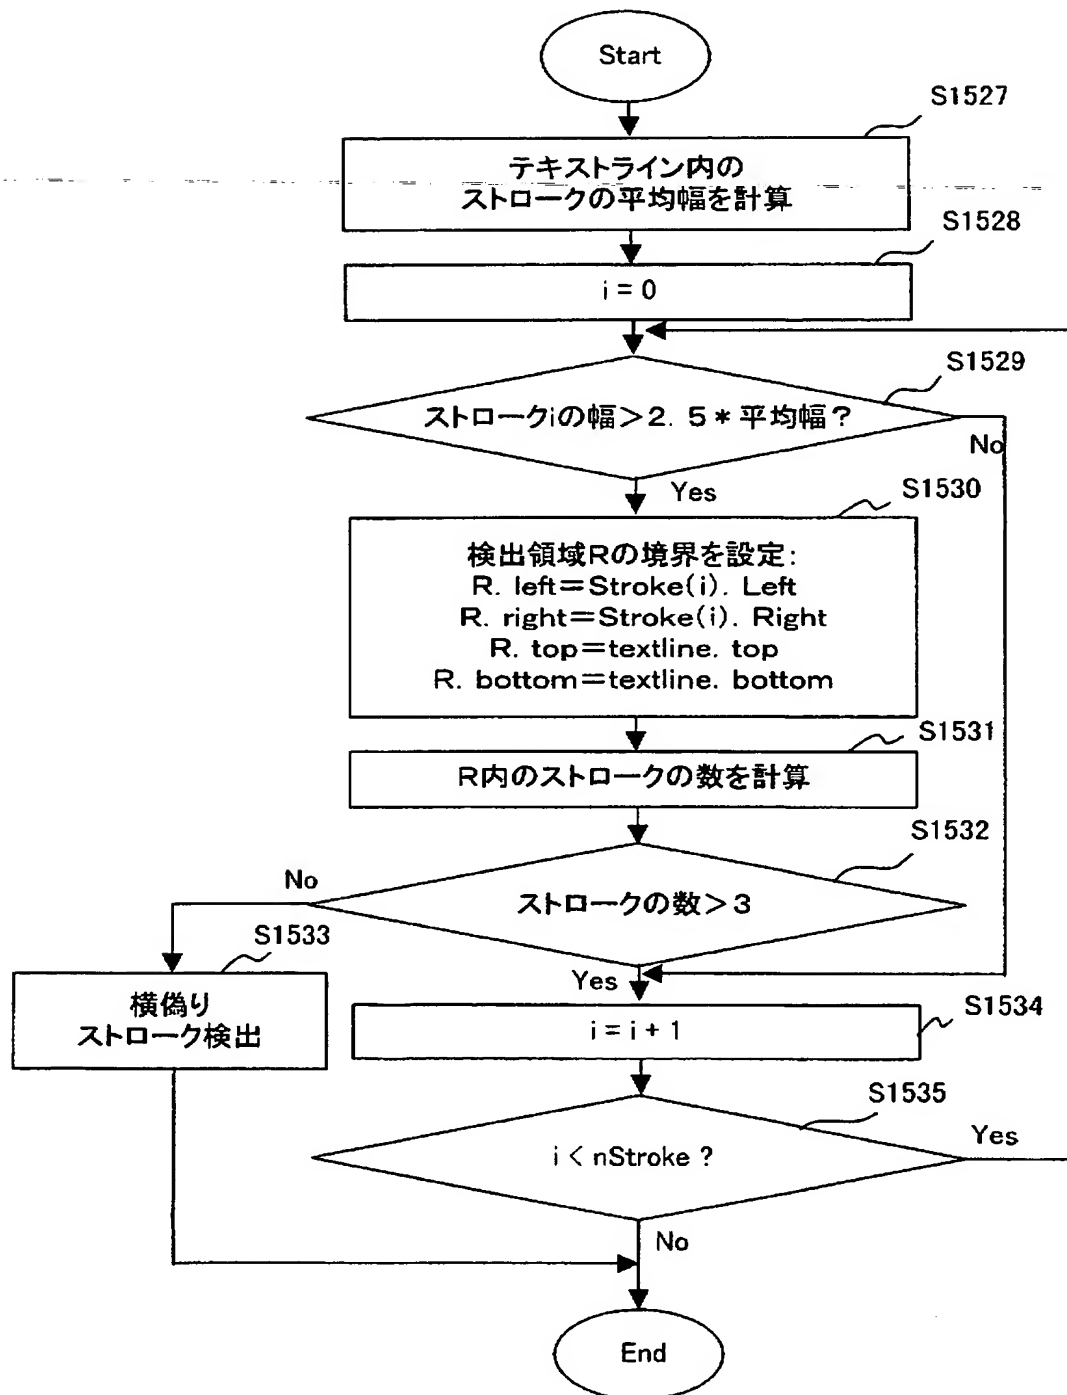 Start
S1527
テキストライン内の
ストロークの平均幅を計算
S1528
i = 0
S1529
ストロークiの幅＞2. 5＊平均幅?
No
Yes
S1530
検出領域Rの境界を設定:
R. left＝Stroke(i). Left
R. right＝Stroke(i). Right
R. top＝textline. top
R. bottom＝textline. bottom
S1531
R内のストロークの数を計算
S1532
No
ストロークの数＞3
S1533
Yes
横偽り
ストローク検出
S1534
i = i + 1
S1535
Yes
i < nStroke ?
No
End